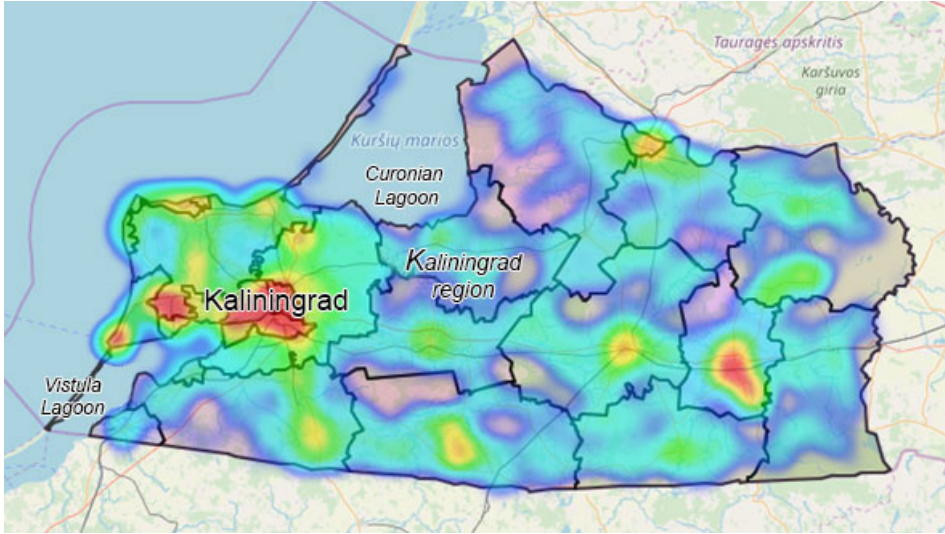 Tauragės apskritis
Karšuvos
giria
Kuršių marios
Curonian
Lagoon
Kaliningrad
region
Kaliningrad
Vistula
Lagoon